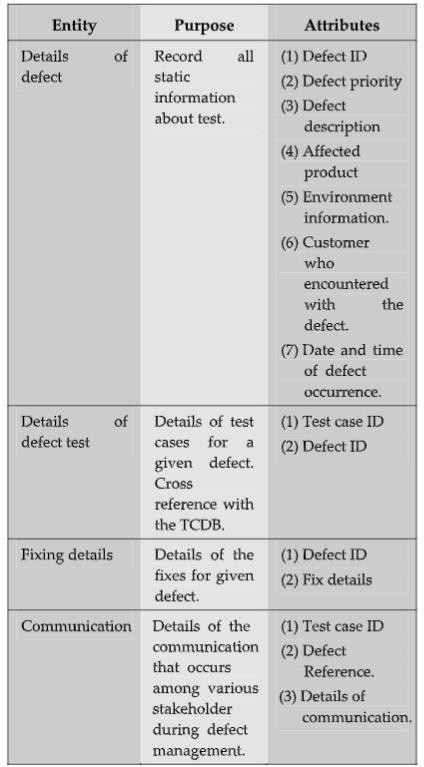 Entity Purpose Attributes
Details of
defect
Record all
static
information
about test.
(1) Defect ID
(2) Defect priority
(3) Defect
description
(4) Affected
product
(5) Environment
information.
(6) Customer
who
encountered
with the
defect.
(7) Date and time
of defect
occurrence.
Details of
defect test
Details of test
cases for a
given defect.
Cross
reference with
the TCDB.
(1) Test case ID
(2) Defect ID
Fixing details
Details of the
fixes for given
defect.
(1) Defect ID
(2) Fix details
Communication
Details of the
communication
that occurs
among various
stakeholder
during defect
management.
(1) Test case ID
(2) Defect
Reference.
(3) Details of
communication.